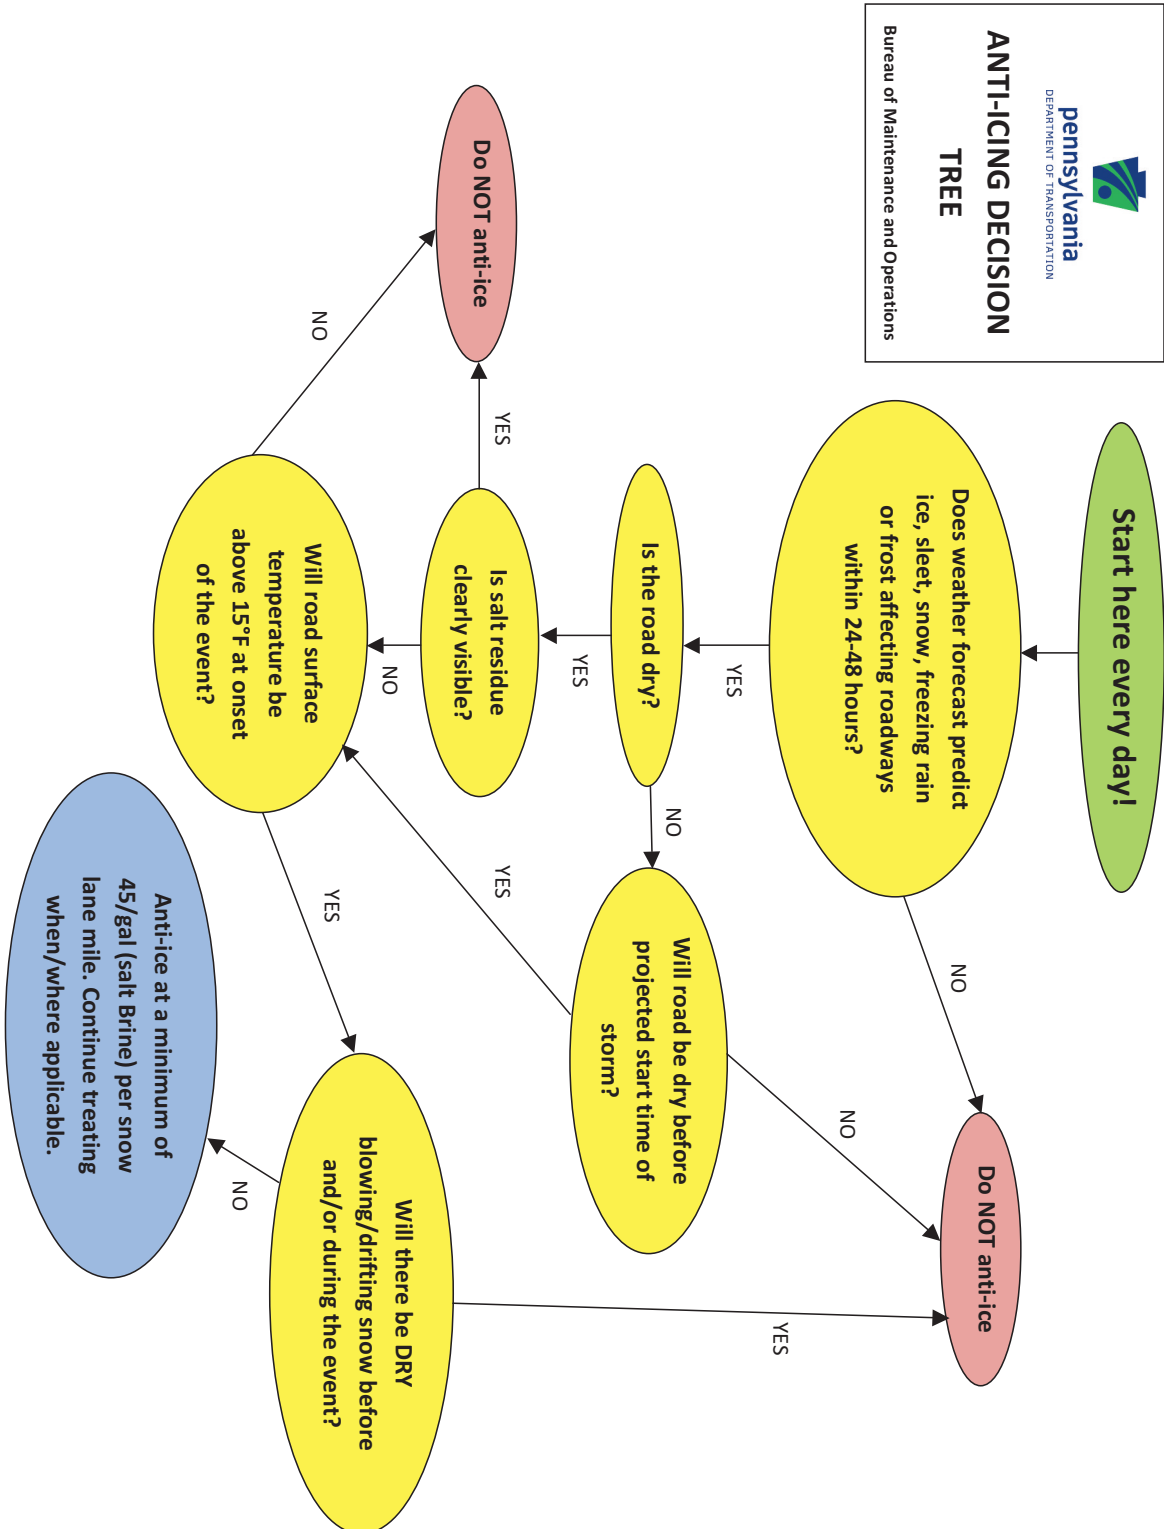 pennsylvania
DEPARTMENT OF TRANSPORTATION
ANTI-ICING DECISION
TREE
Bureau of Maintenance and Operations
Start here every day!
Does weather forecast predict
ice, sleet, snow, freezing rain
or frost affecting roadways
within 24-48 hours?
NO
Do NOT anti-ice
YES
Is the road dry?
NO
Will road be dry before
projected start time of
storm?
NO
YES
YES
Is salt residue
clearly visible?
YES
Do NOT anti-ice
NO
Will road surface
temperature be
above 15°F at onset
of the event?
NO
YES
Will there be DRY
blowing/drifting snow before
and/or during the event?
YES
NO
Anti-ice at a minimum of
45/gal (salt Brine) per snow
lane mile. Continue treating
when/where applicable.